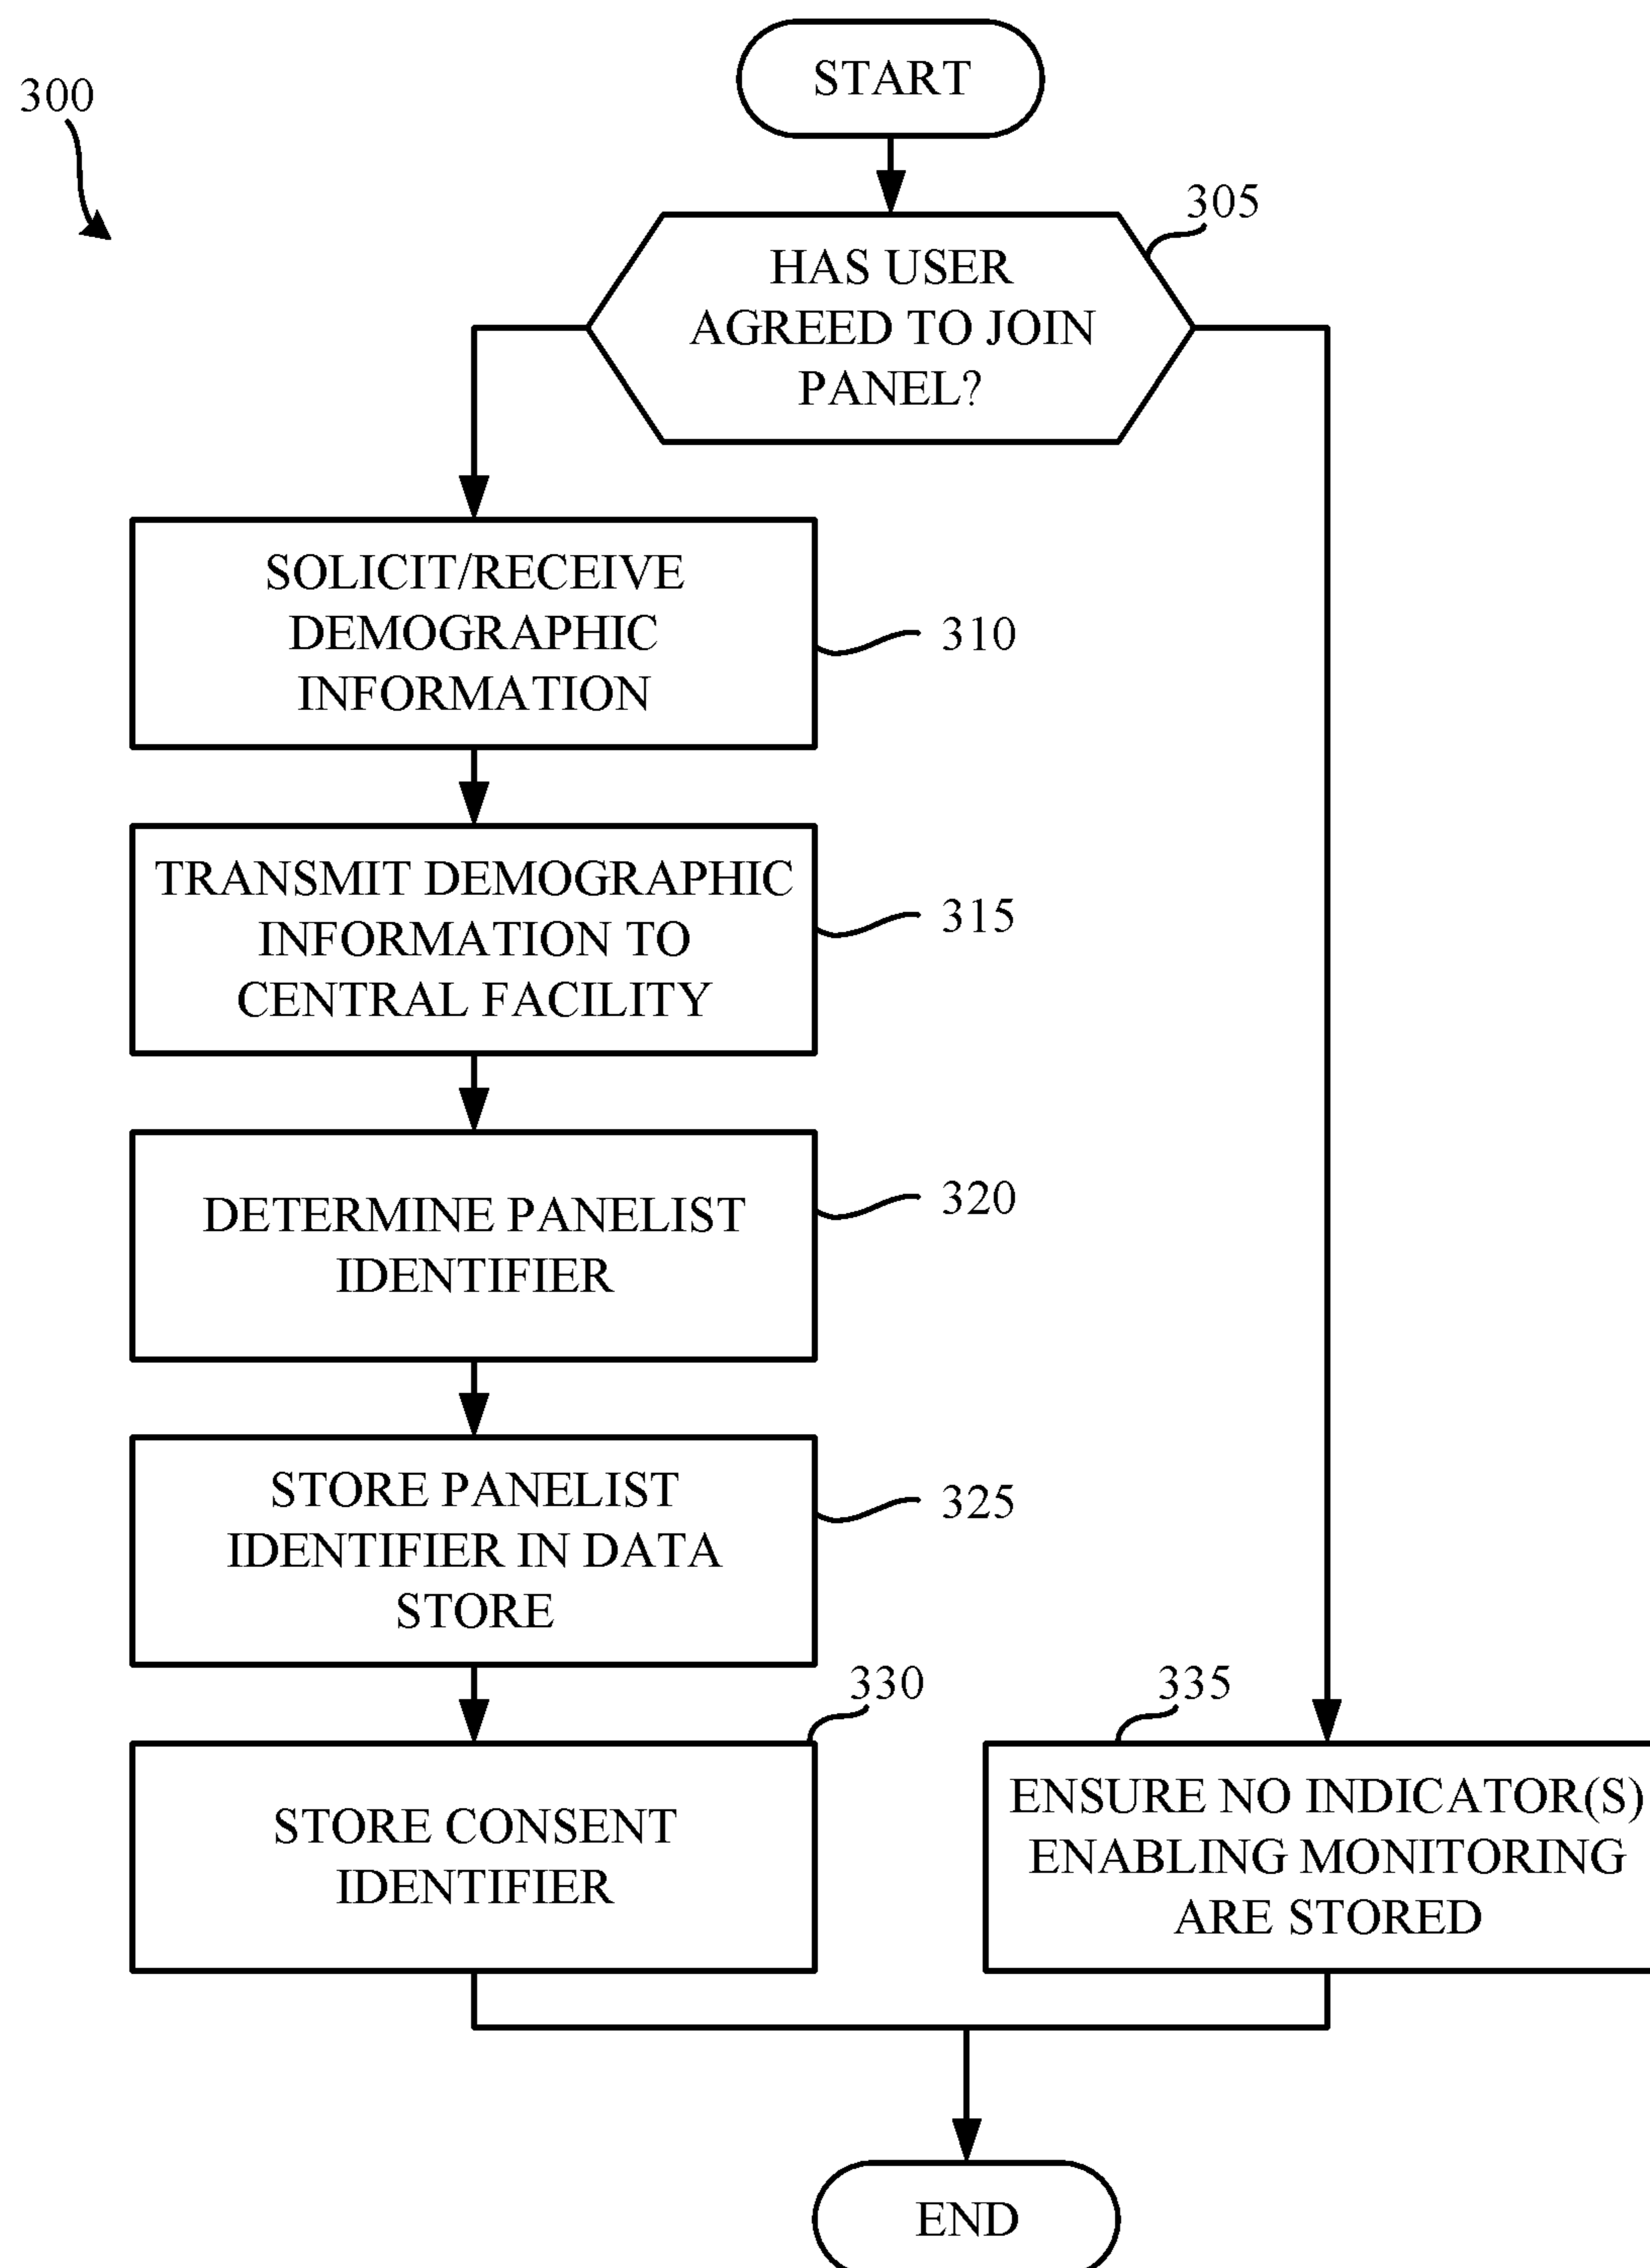 300
START
305
HAS USER
AGREED TO JOIN
PANEL?
SOLICIT/RECEIVE
DEMOGRAPHIC
INFORMATION
310
TRANSMIT DEMOGRAPHIC
INFORMATION TO
CENTRAL FACILITY
315
DETERMINE PANELIST
IDENTIFIER
320
STORE PANELIST
IDENTIFIER IN DATA
STORE
325
330
STORE CONSENT
IDENTIFIER
335
ENSURE NO INDICATOR(S)
ENABLING MONITORING
ARE STORED
END